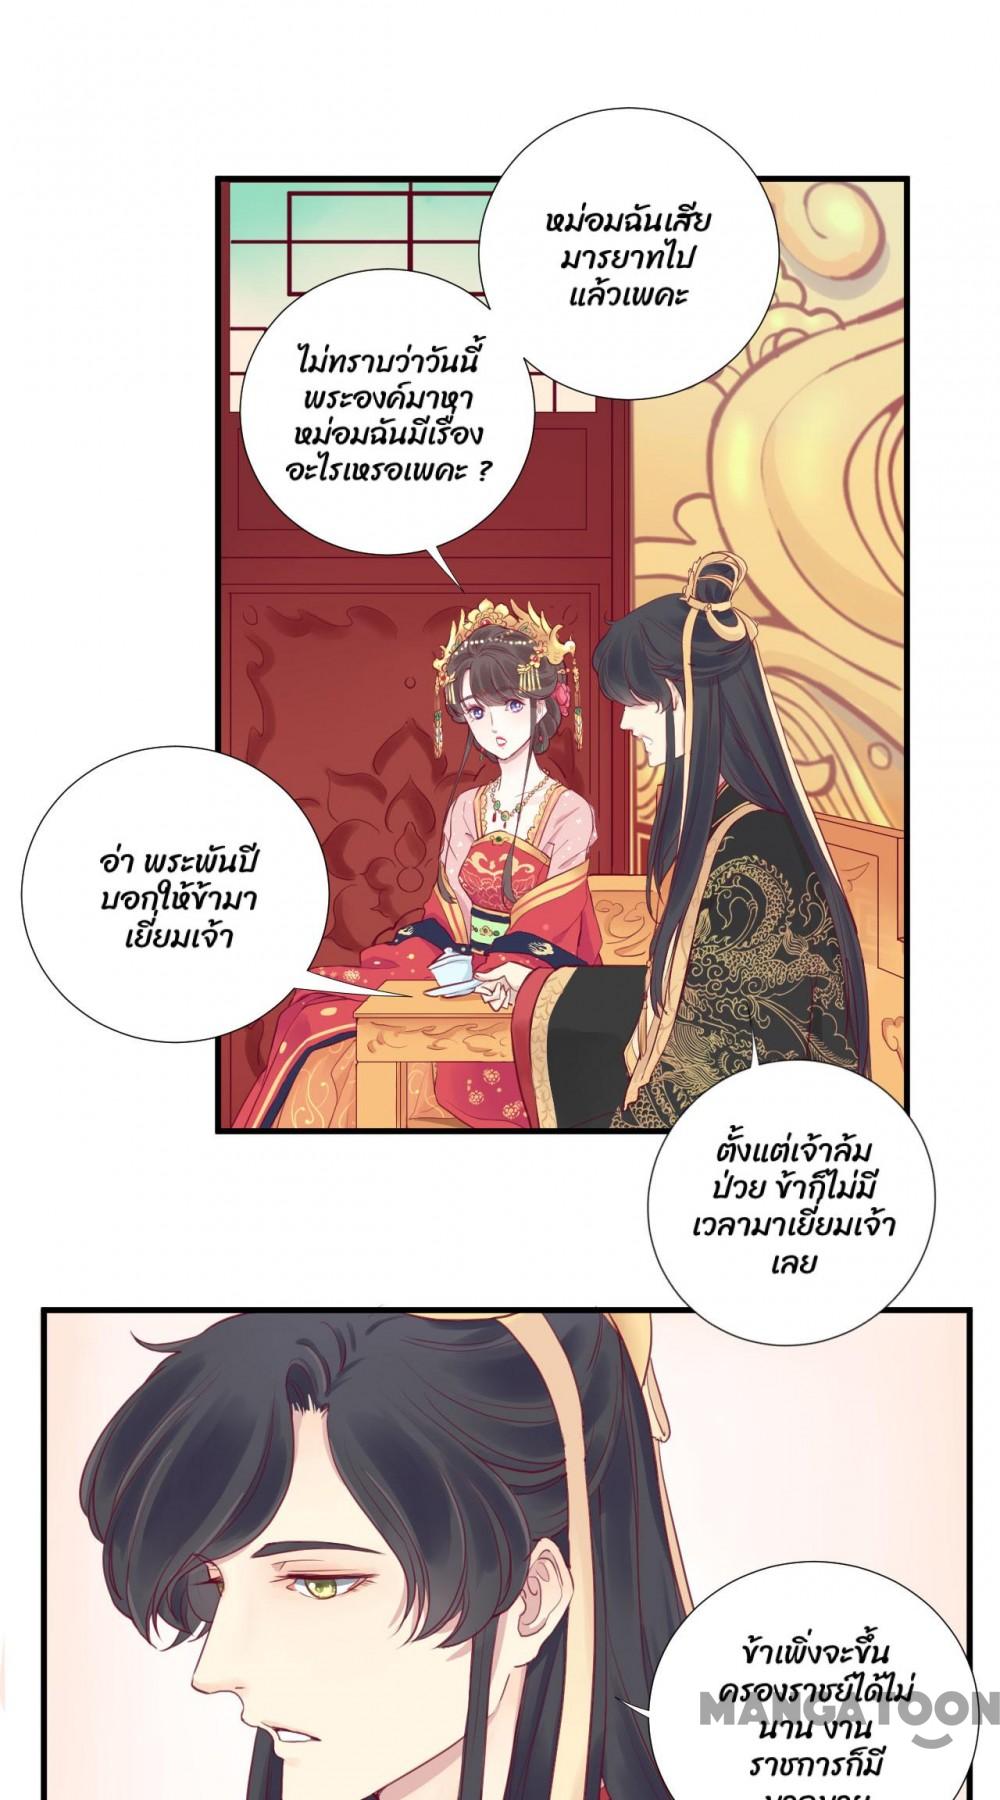 หม่อมฉันเสีย
มารยาทไป
แล้วเพคะ
ไม่ทราบว่าวันนี้
พระองค์มาหา
หม่อมฉันมีเรื่อง
อะไรเหรอเพคะ ?
อ่า พระพันปี
บอกให้ข้ามา
เยี่ยมเจ้า
ตั้งแต่เจ้าล้ม
ป่วย ข้าก็ไม่มี
เวลามาเยี่ยมเจ้า
เลย
ข้าเพิ่งจะขึ้น
ครองราชย์ได้ไม่
นาน งาน
ราชการก็มี
MANGATOON